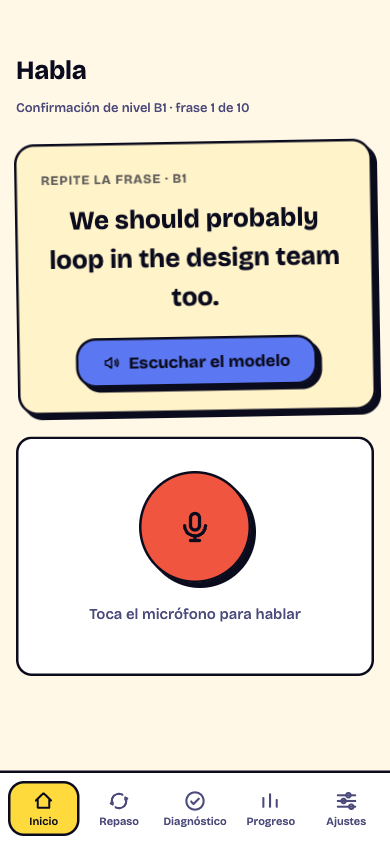 Habla
Confirmación de nivel B1 · frase 1 de 10
REPITE LA FRASE · B1
We should probably
loop in the design team
too.
Escuchar el modelo
Toca el micrófono para hablar
Inicio
Repaso
Diagnóstico
Progreso
Ajustes